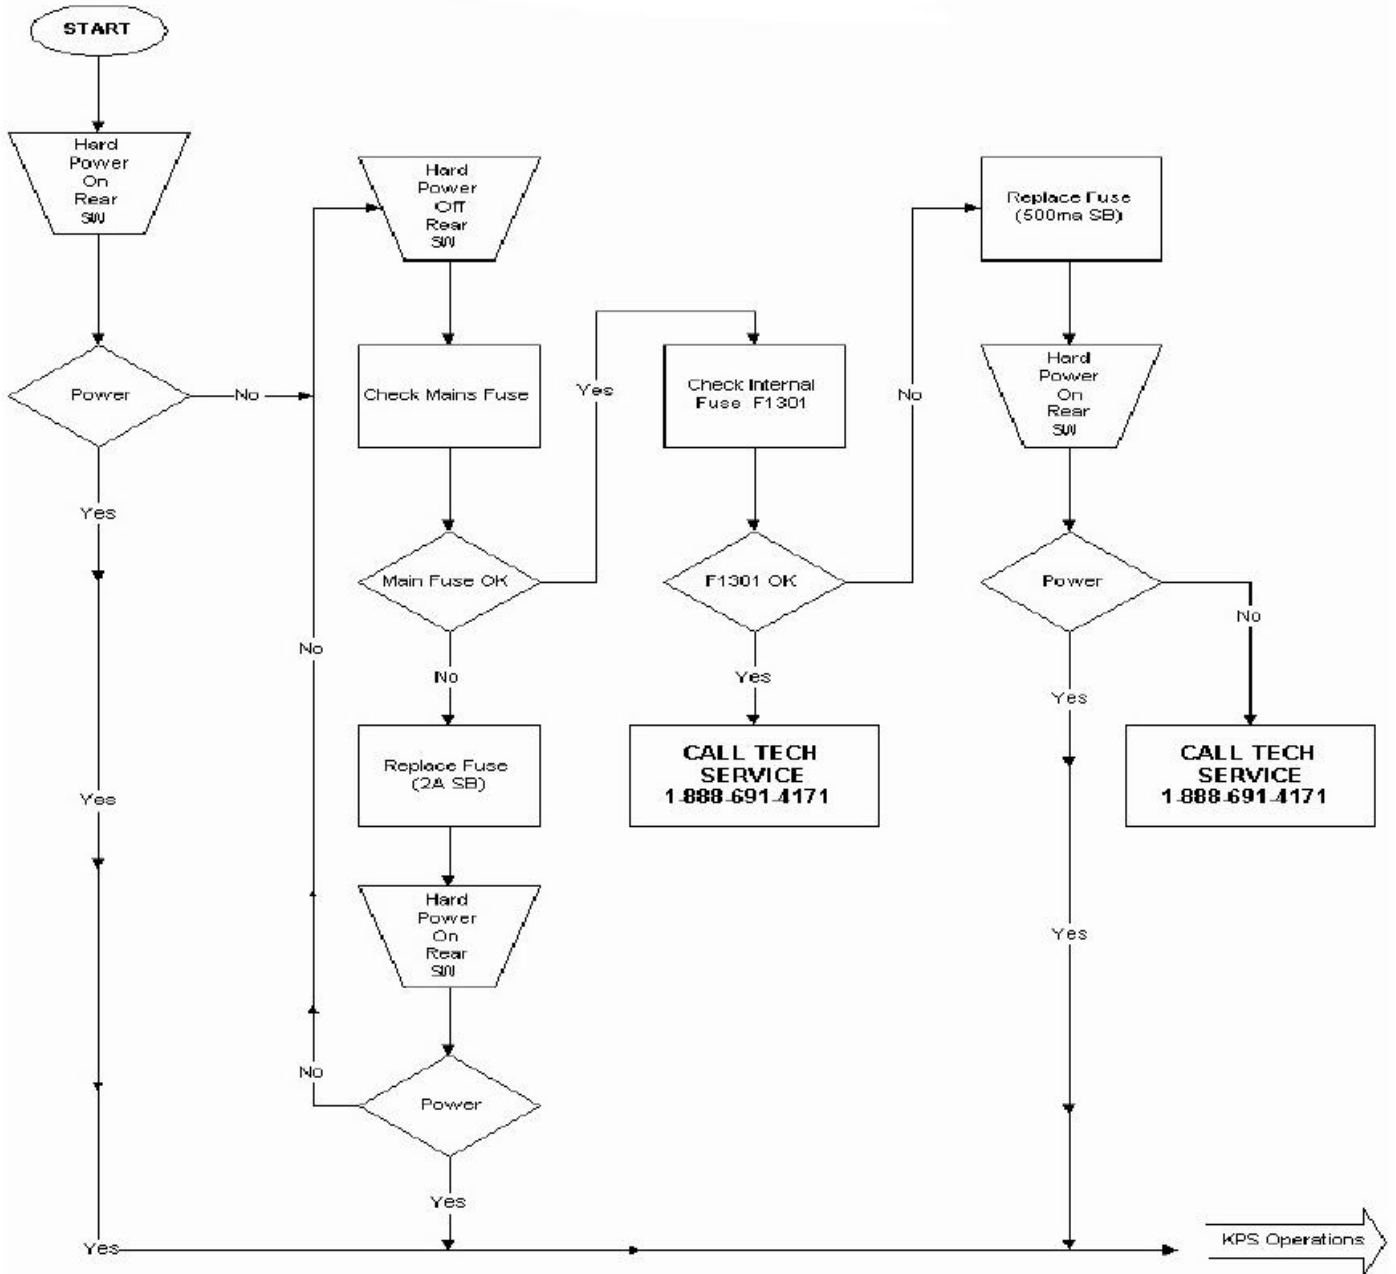 START
Hard
Power
On
Rear
SW
Power
No
Yes
Yes
Yes
Hard
Power
Off
Rear
SW
Check Mains Fuse
Main Fuse OK
Yes
No
No
Replace Fuse
(2A SB)
Hard
Power
On
Rear
SW
No
Power
Yes
Check Internal
Fuse F1301
F1301 OK
No
Yes
CALL TECH
SERVICE
1-888-691-4171
Replace Fuse
(500ma SB)
Hard
Power
On
Rear
SW
Power
No
Yes
Yes
CALL TECH
SERVICE
1-888-691-4171
KPS Operations